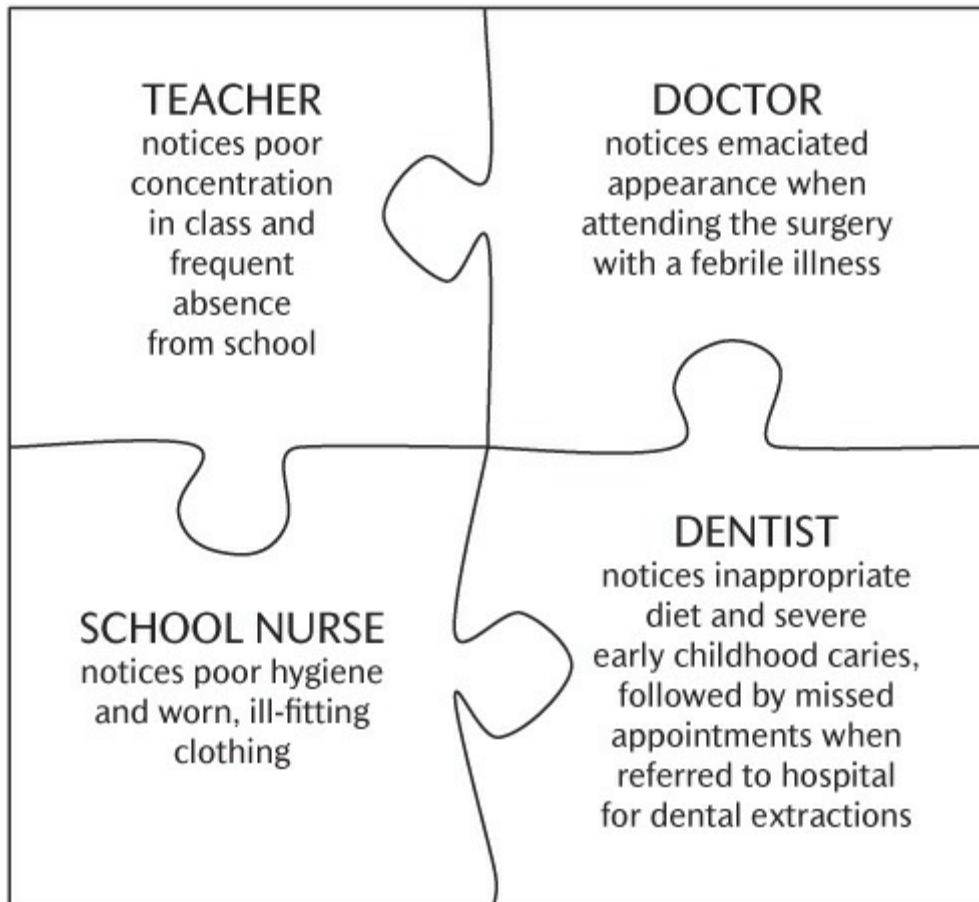 TEACHER
notices poor
concentration
in class and
frequent
absence
from school
DOCTOR
notices emaciated
appearance when
attending the surgery
with a febrile illness
SCHOOL NURSE
notices poor hygiene
and worn, ill-fitting
clothing
DENTIST
notices inappropriate
diet and severe
early childhood caries,
followed by missed
appointments when
referred to hospital
for dental extractions